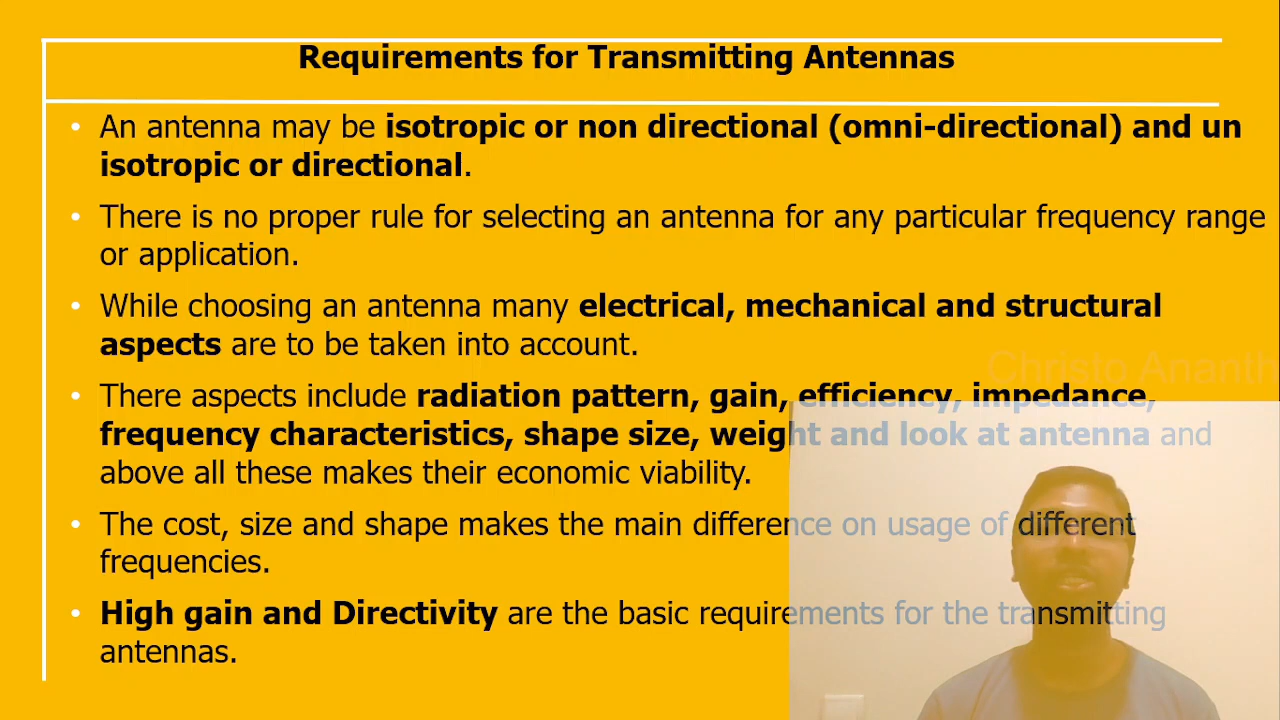 Requirements for Transmitting Antennas
• An antenna may be isotropic or non directional (omni-directional) and un
isotropic or directional.
• There is no proper rule for selecting an antenna for any particular frequency range
or application.
• While choosing an antenna many electrical, mechanical and structural
aspects are to be taken into account.
Christo Ananth
• There aspects include radiation pattern, gain, efficiency, impedance,
frequency characteristics, shape size, weight and look at antenna and
above all these makes their economic viability.
• The cost, size and shape makes the main difference on usage of different
frequencies.
• High gain and Directivity are the basic requirements for the transmitting
antennas.